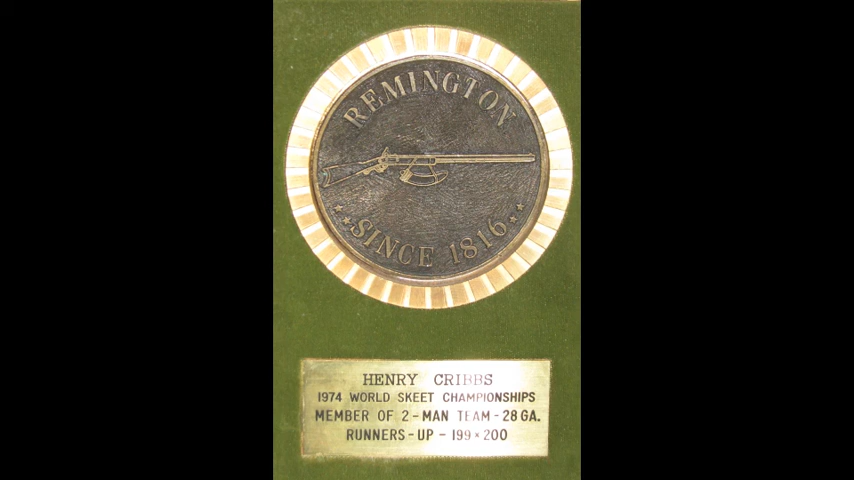 REMINGTON
SINCE 1816
HENRY CRIBBS
1974 WORLD SKEET CHAMPIONSHIPS
MEMBER OF 2-MAN TEAM-28 GA.
RUNNERS-UP-199×200